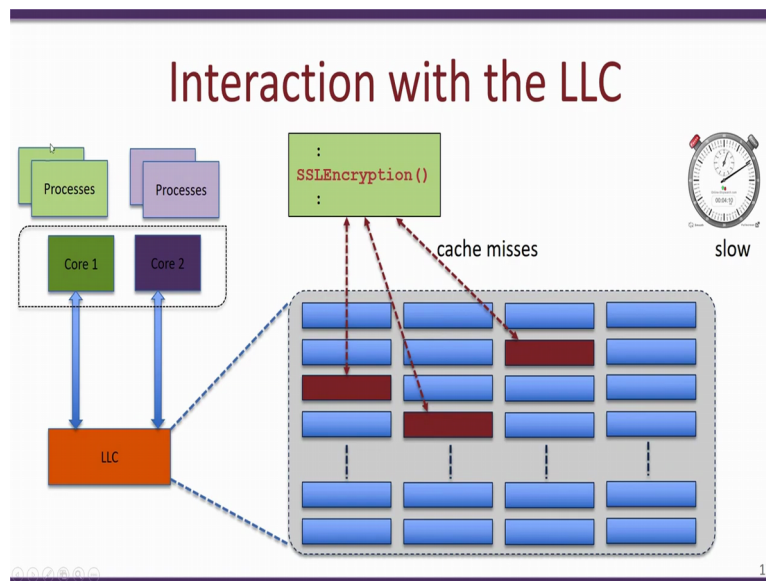 Interaction with the LLC
Processes
Processes
:
SSLEncryption()
:
Core 1
Core 2
cache misses
slow
LLC
1